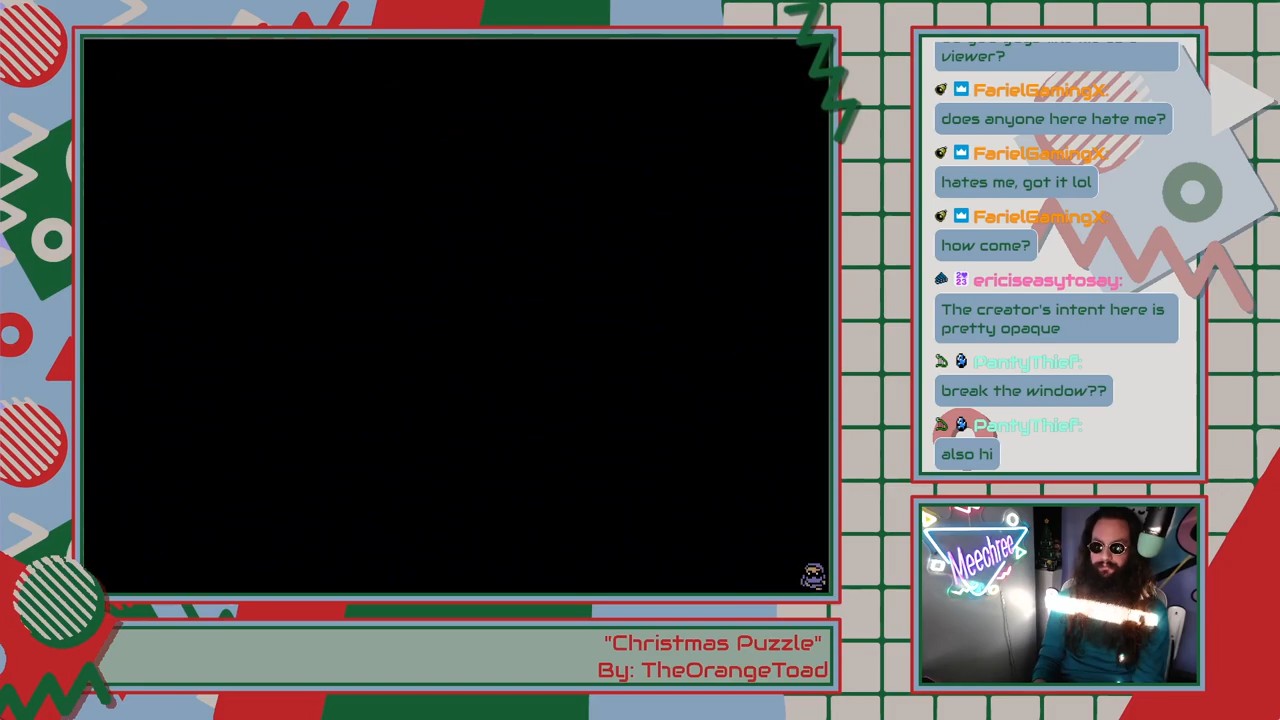 viewer?
FarielGamingX:
does anyone here hate me?
FarielGamingX:
hates me, got it lol
FarielGamingX:
how come?
ericiseasytosay:
The creator's intent here is
pretty opaque
PantyThief:
break the window??
PantyThief:
also hi
Meechrec
"Christmas Puzzle"
By: TheOrangeToad